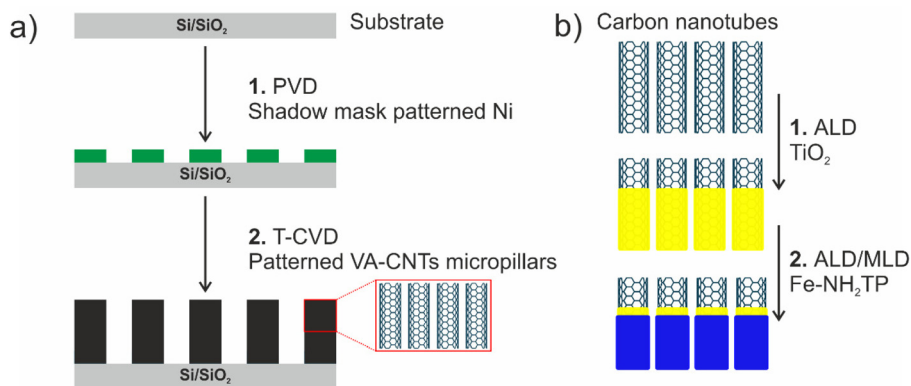 a)
Si/SiO₂
Substrate
1. PVD
Shadow mask patterned Ni
Si/SiO₂
2. T-CVD
Patterned VA-CNTs micropillars
Si/SiO₂
b)
Carbon nanotubes
1. ALD
TiO₂
2. ALD/MLD
Fe-NH₂TP